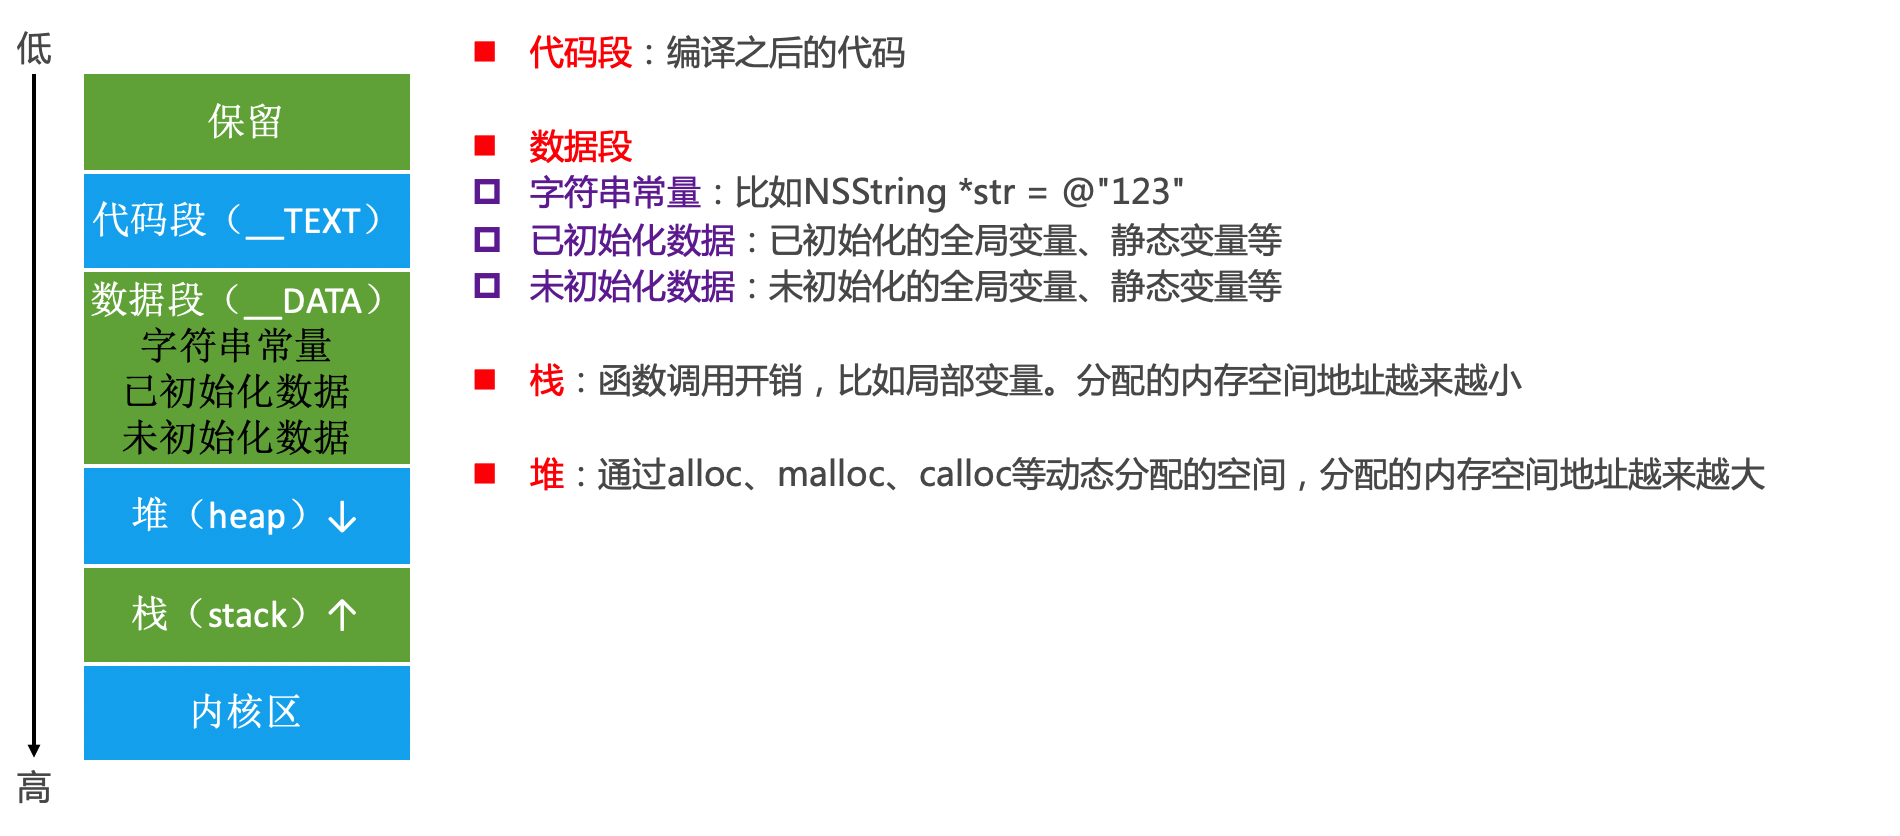 低
保留
代码段（__TEXT）
数据段（__DATA）
字符串常量
已初始化数据
未初始化数据
堆（heap）↓
栈（stack）↑
内核区
高
■ 代码段：编译之后的代码
■ 数据段
字符串常量：比如NSString *str = @"123"
已初始化数据：已初始化的全局变量、静态变量等
未初始化数据：未初始化的全局变量、静态变量等
■ 栈：函数调用开销，比如局部变量。分配的内存空间地址越来越小
■ 堆：通过alloc、malloc、calloc等动态分配的空间，分配的内存空间地址越来越大